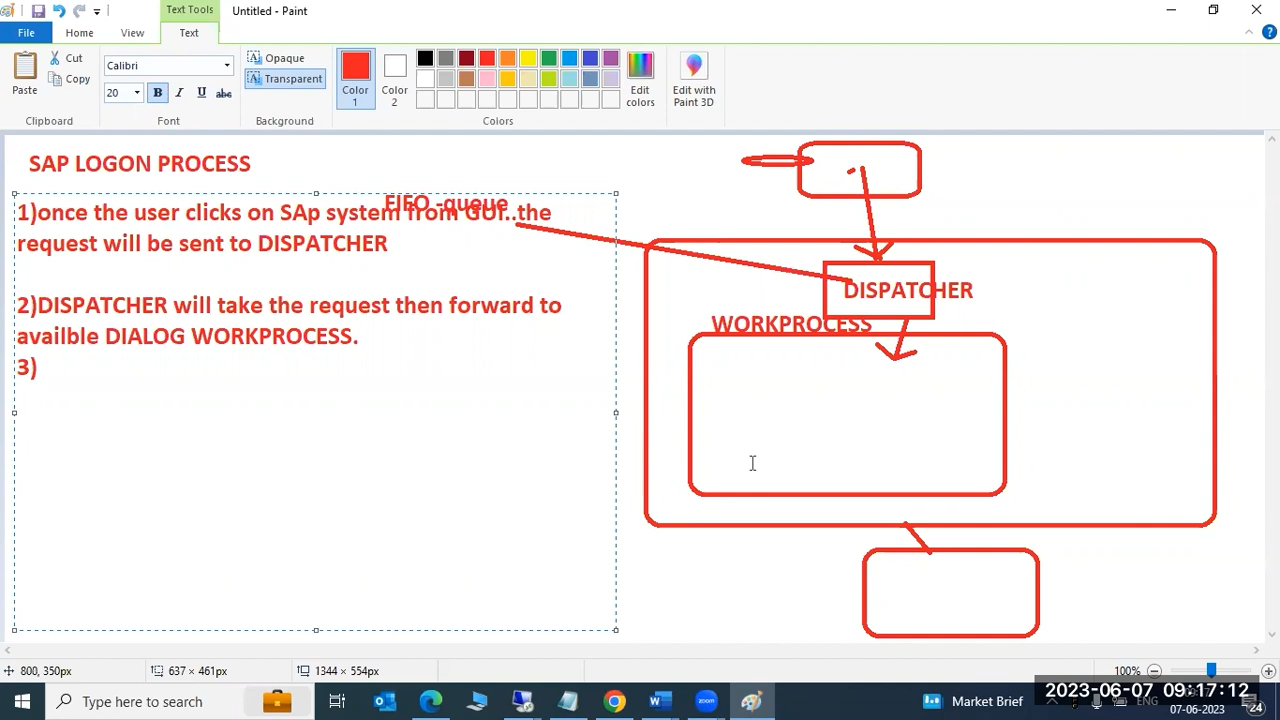 Text Tools
Untitled - Paint
File
Home
View
Text
Paste
Cut
Copy
Clipboard
Calibri
20
B
I
U
abc
Font
Opaque
Transparent
Background
Color 1
Color 2
Edit colors
Colors
Edit with Paint 3D
SAP LOGON PROCESS
FIFO -queue
1)once the user clicks on SAp system from GUI..the
request will be sent to DISPATCHER
2)DISPATCHER will take the request then forward to
availble DIALOG WORKPROCESS.
3)
DISPATCHER
WORKPROCESS
800, 350px
637 × 461px
1344 × 554px
100%
Type here to search
zoom
Market Brief
ENG
2023-06-07 09:17:12
07-06-2023
24